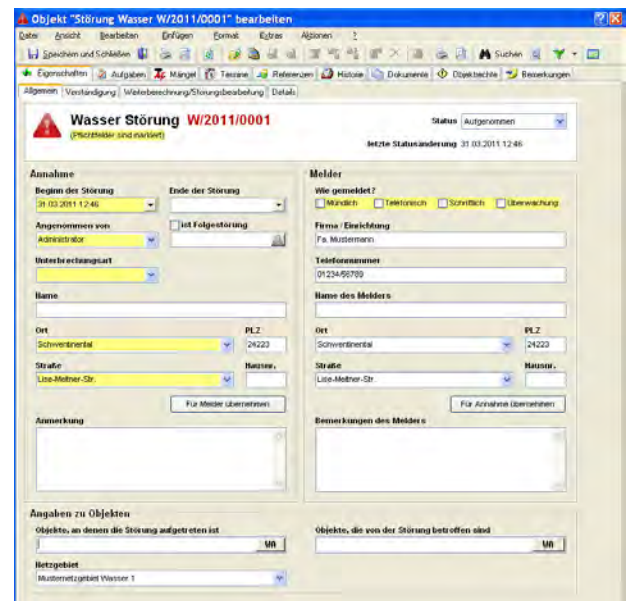 Objekt "Störung Wasser W/2011/0001" bearbeiten
Datei Ansicht Bearbeiten Einfügen Format Extras Aktionen ?
Speichern und Schließen Suchen
Eigenschaften Aufgaben Mängel Termine Referenzen Historie Dokumente Objektrechte Bemerkungen
Allgemein Verständigung Weiterberechnung/Störungsbearbeitung Details
Wasser Störung W/2011/0001
(Pflichtfelder sind markiert)
Status Aufgenommen
letzte Statusänderung 31.03.2011 12:46
Annahme
Beginn der Störung Ende der Störung
31.03.2011 12:46
Angenommen von ist Folgestörung
Administrator
Unterbrechungsart
Name
Ort PLZ
Schwentinental 24223
Straße Hausnr.
Lise-Meitner-Str.
Für Melder übernehmen
Anmerkung
Melder
Wie gemeldet?
Mündlich Telefonisch Schriftlich Überwachung
Firma / Einrichtung
Fa. Mustermann
Telefonnummer
01234/56789
Name des Melders
Ort PLZ
Schwentinental 24223
Straße Hausnr.
Lise-Meitner-Str.
Für Annahme übernehmen
Bemerkungen des Melders
Angaben zu Objekten
Objekte, an denen die Störung aufgetreten ist Objekte, die von der Störung betroffen sind
Netzgebiet
Musternetzgebiet Wasser 1